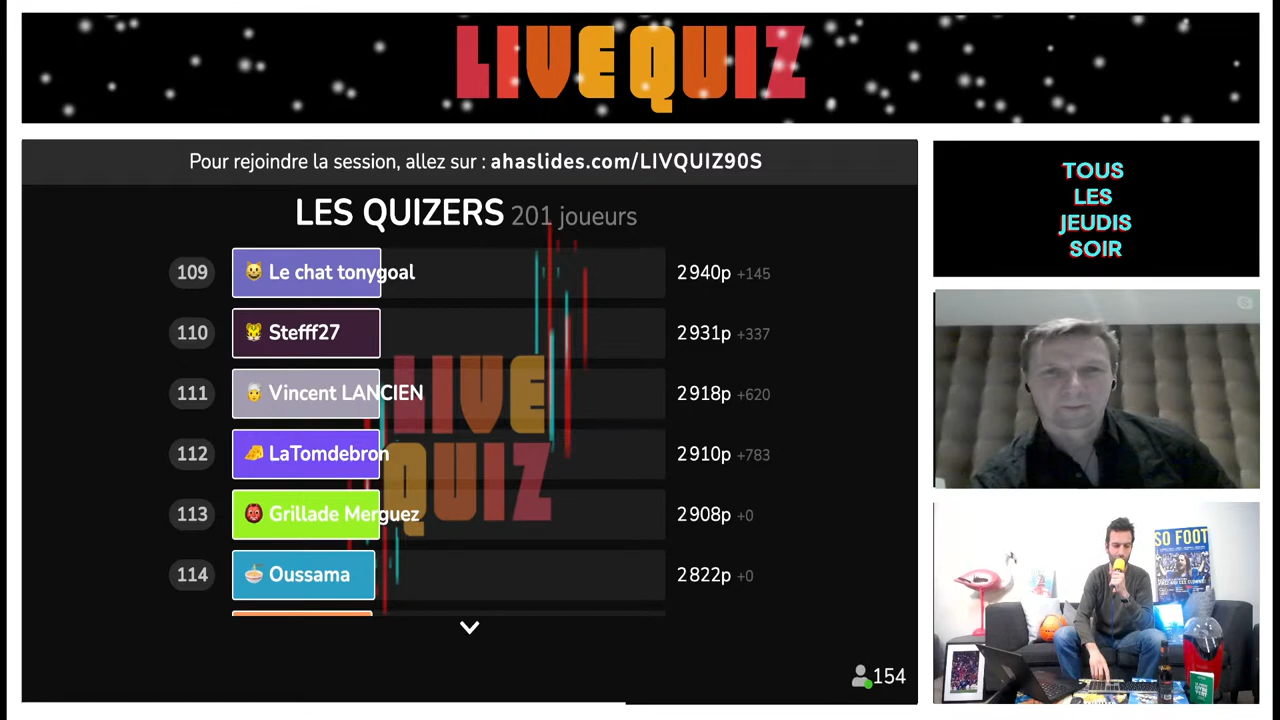 LIVE QUIZ
Pour rejoindre la session, allez sur : ahaslides.com/LIVQUIZ90S
LES QUIZERS 201 joueurs
109 Le chat tonygoal 2940p +145
110 Stefff27 2931p +337
111 Vincent LANCIEN 2918p +620
112 LaTomdebron 2910p +783
113 Grillade Merguez 2908p +0
114 Oussama 2822p +0
LIVE
QUIZ
154
TOUS
LES
JEUDIS
SOIR
SO FOOT